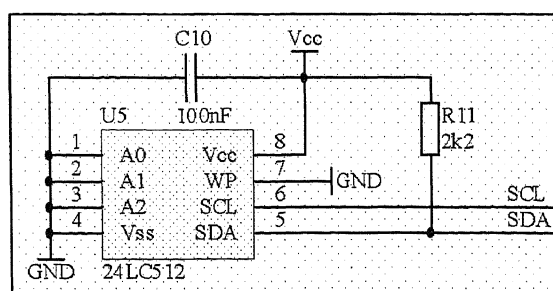 C10
Vcc
U5
100nF
R11
2k2
1 A0 Vcc 8
2 A1 WP 7 GND
3 A2 SCL 6 SCL
4 Vss SDA 5 SDA
GND
24LC512